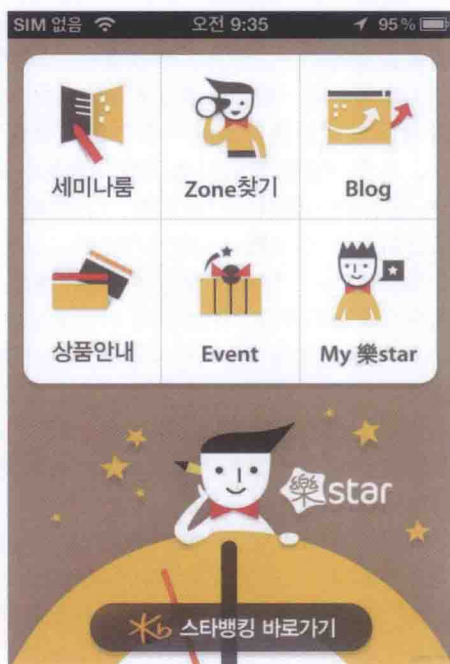 SIM 없음 오전 9:35 95%
세미나룸 Zone찾기 Blog
상품안내 Event My 樂star
樂star
Kb 스타뱅킹 바로가기